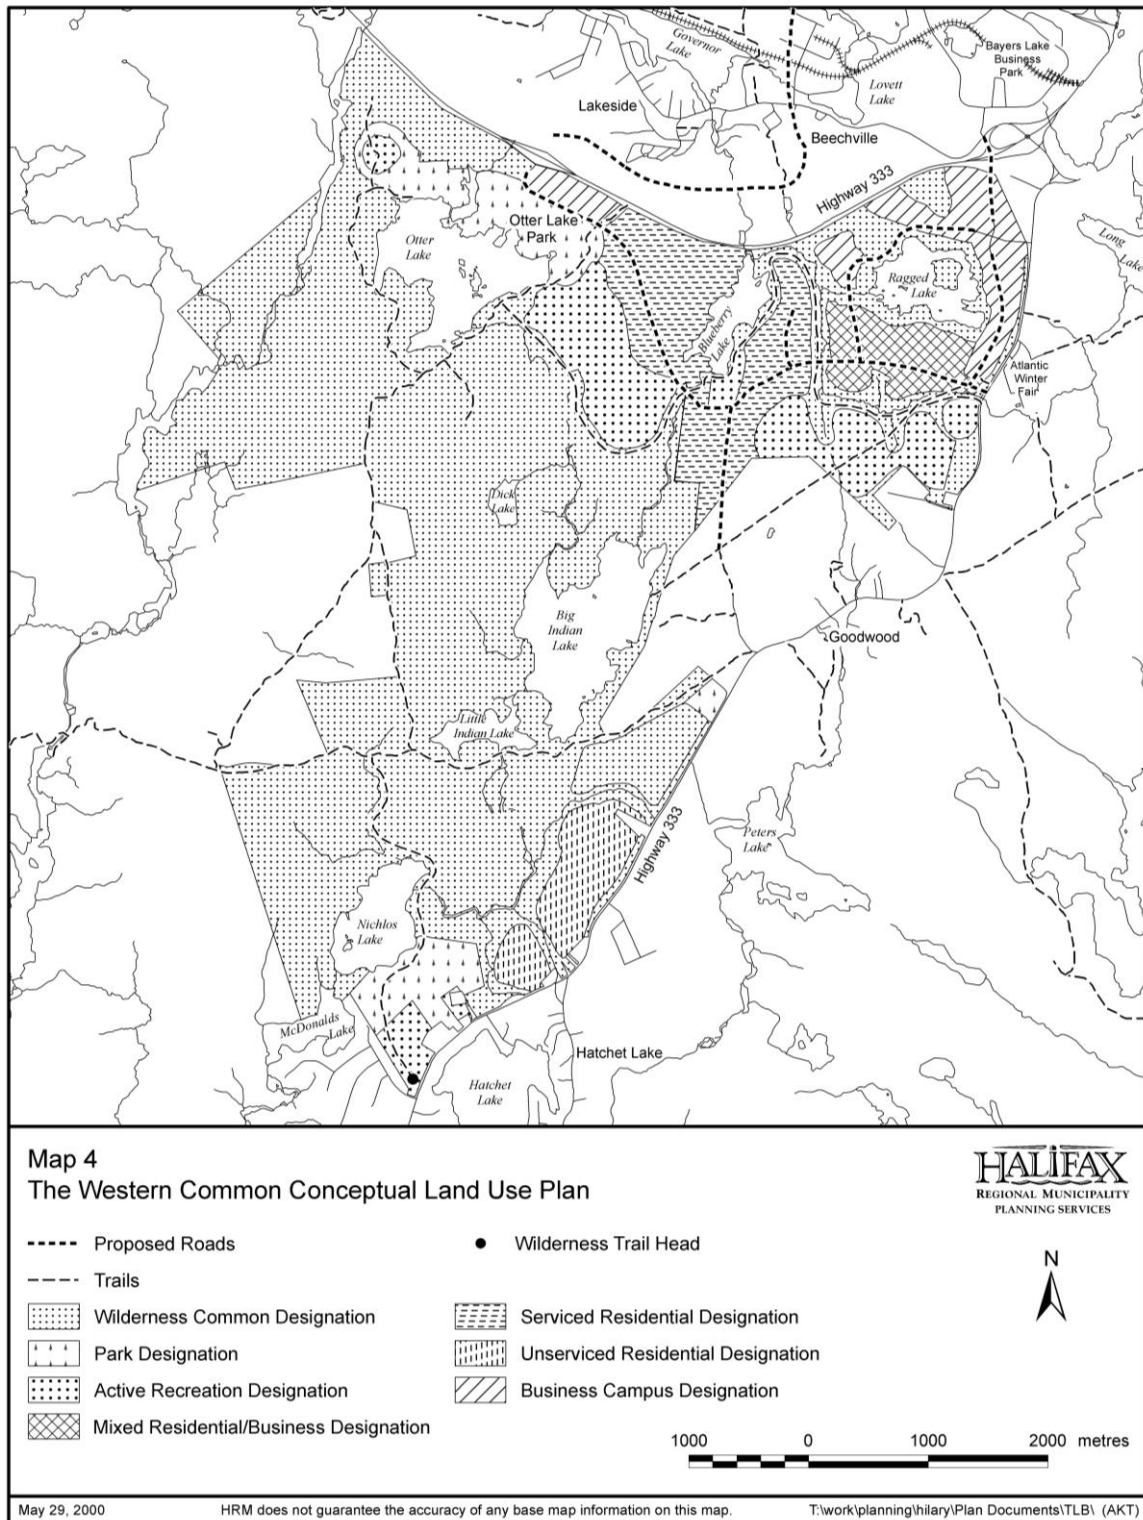 Governor
Lake
Bayers Lake
Business
Park
Lakeside
Lovett
Lake
Beechville
Highway 333
Otter Lake
Park
Otter
Lake
Long
Lake
Ragged
Lake
Blueberry
Lake
Atlantic
Winter
Fair
Dick
Lake
Big
Indian
Lake
Goodwood
Little
Indian Lake
Highway 333
Peters
Lake
Nichlos
Lake
McDonalds
Lake
Hatchet Lake
Hatchet
Lake
Map 4
The Western Common Conceptual Land Use Plan
HALIFAX
REGIONAL MUNICIPALITY
PLANNING SERVICES
Proposed Roads
Wilderness Trail Head
N
Trails
Wilderness Common Designation
Serviced Residential Designation
Park Designation
Unserviced Residential Designation
Active Recreation Designation
Business Campus Designation
Mixed Residential/Business Designation
1000 0 1000 2000 metres
May 29, 2000 HRM does not guarantee the accuracy of any base map information on this map. T:\work\planning\hilary\Plan Documents\TLB\ (AKT)